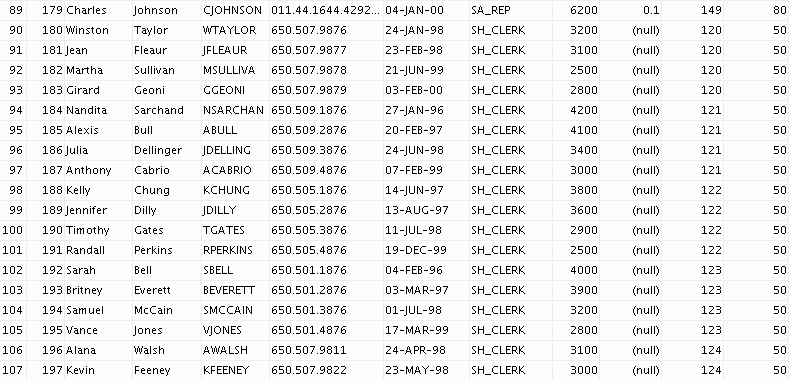 89 179 Charles Johnson CJOHNSON 011.44.1644.4292... 04-JAN-00 SA_REP 6200 0.1 149 80
90 180 Winston Taylor WTAYLOR 650.507.9876 24-JAN-98 SH_CLERK 3200 (null) 120 50
91 181 Jean Fleaur JFLEAUR 650.507.9877 23-FEB-98 SH_CLERK 3100 (null) 120 50
92 182 Martha Sullivan MSULLIVA 650.507.9878 21-JUN-99 SH_CLERK 2500 (null) 120 50
93 183 Girard Geoni GGEONI 650.507.9879 03-FEB-00 SH_CLERK 2800 (null) 120 50
94 184 Nandita Sarchand NSARCHAN 650.509.1876 27-JAN-96 SH_CLERK 4200 (null) 121 50
95 185 Alexis Bull ABULL 650.509.2876 20-FEB-97 SH_CLERK 4100 (null) 121 50
96 186 Julia Dellinger JDELLING 650.509.3876 24-JUN-98 SH_CLERK 3400 (null) 121 50
97 187 Anthony Cabrio ACABRIO 650.509.4876 07-FEB-99 SH_CLERK 3000 (null) 121 50
98 188 Kelly Chung KCHUNG 650.505.1876 14-JUN-97 SH_CLERK 3800 (null) 122 50
99 189 Jennifer Dilly JDILLY 650.505.2876 13-AUG-97 SH_CLERK 3600 (null) 122 50
100 190 Timothy Gates TGATES 650.505.3876 11-JUL-98 SH_CLERK 2900 (null) 122 50
101 191 Randall Perkins RPERKINS 650.505.4876 19-DEC-99 SH_CLERK 2500 (null) 122 50
102 192 Sarah Bell SBELL 650.501.1876 04-FEB-96 SH_CLERK 4000 (null) 123 50
103 193 Britney Everett BEVERETT 650.501.2876 03-MAR-97 SH_CLERK 3900 (null) 123 50
104 194 Samuel McCain SMCCAIN 650.501.3876 01-JUL-98 SH_CLERK 3200 (null) 123 50
105 195 Vance Jones VJONES 650.501.4876 17-MAR-99 SH_CLERK 2800 (null) 123 50
106 196 Alana Walsh AWALSH 650.507.9811 24-APR-98 SH_CLERK 3100 (null) 124 50
107 197 Kevin Feeney KFEENEY 650.507.9822 23-MAY-98 SH_CLERK 3000 (null) 124 50